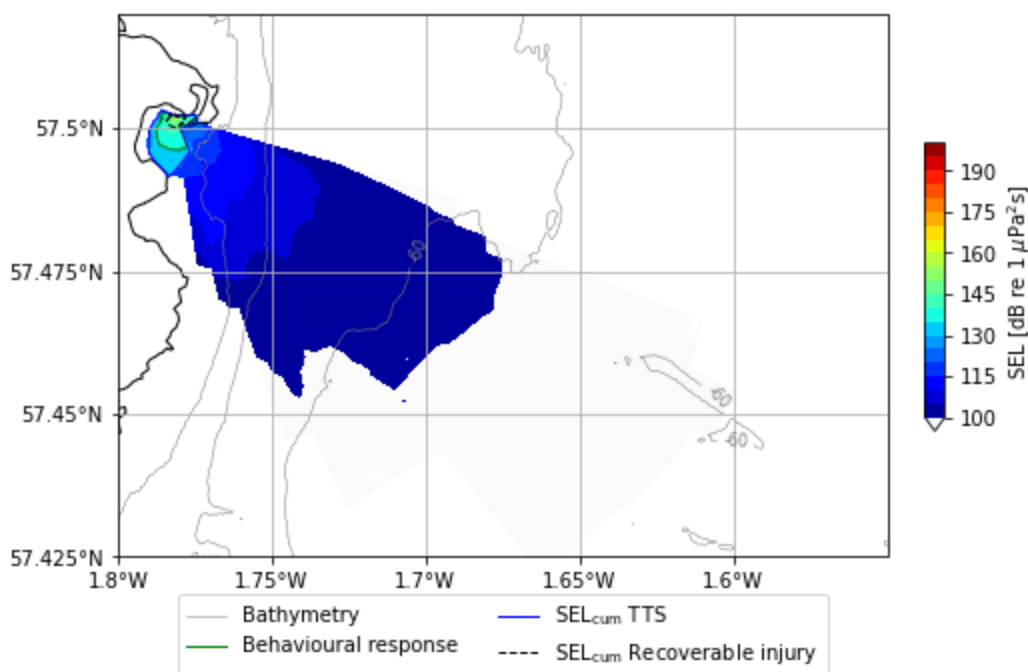 57.5°N
57.475°N
57.45°N
57.425°N
1.8°W
1.75°W
1.7°W
1.65°W
1.6°W
-60
-60
-60
190
175
160
145
130
115
100
SEL [dB re 1 μPa²s]
Bathymetry
Behavioural response
SELcum TTS
SELcum Recoverable injury